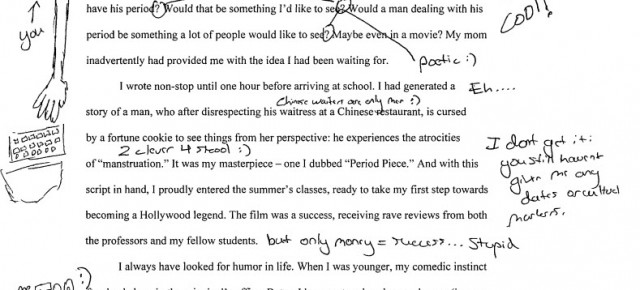 have his period? Would that be something I'd like to see? Would a man dealing with his
COOL!
you
period be something a lot of people would like to see? Maybe even in a movie? My mom
inadvertently had provided me with the idea I had been waiting for.
poetic :)
I wrote non-stop until one hour before arriving at school. I had generated a
Eh....
Chinese waiters are only men :)
story of a man, who after disrespecting his waitress at a Chinese restaurant, is cursed
by a fortune cookie to see things from her perspective: he experiences the atrocities
2 clever 4 school :)
I dont get it:
of "manstruation." It was my masterpiece – one I dubbed "Period Piece." And with this
you still havent
given me any
script in hand, I proudly entered the summer's classes, ready to take my first step towards
dates or cultural
markers.
becoming a Hollywood legend. The film was a success, receiving rave reviews from both
the professors and my fellow students.
but only money = success... Stupid
I always have looked for humor in life. When I was younger, my comedic instinct